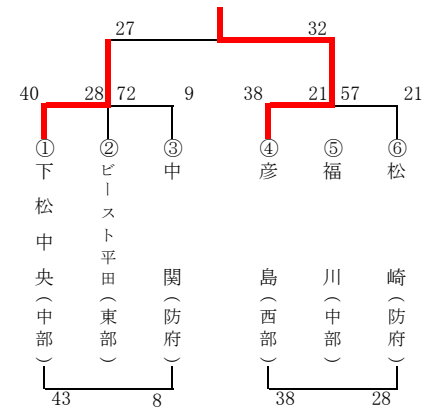 27 32
40 28 72 9 38 21 57 21
① ② ③ ④ ⑤ ⑥
下松中央(中部)
ビースト平田(東部)
中関(防府)
彦島(西部)
福川(中部)
松崎(防府)
43 8 38 28